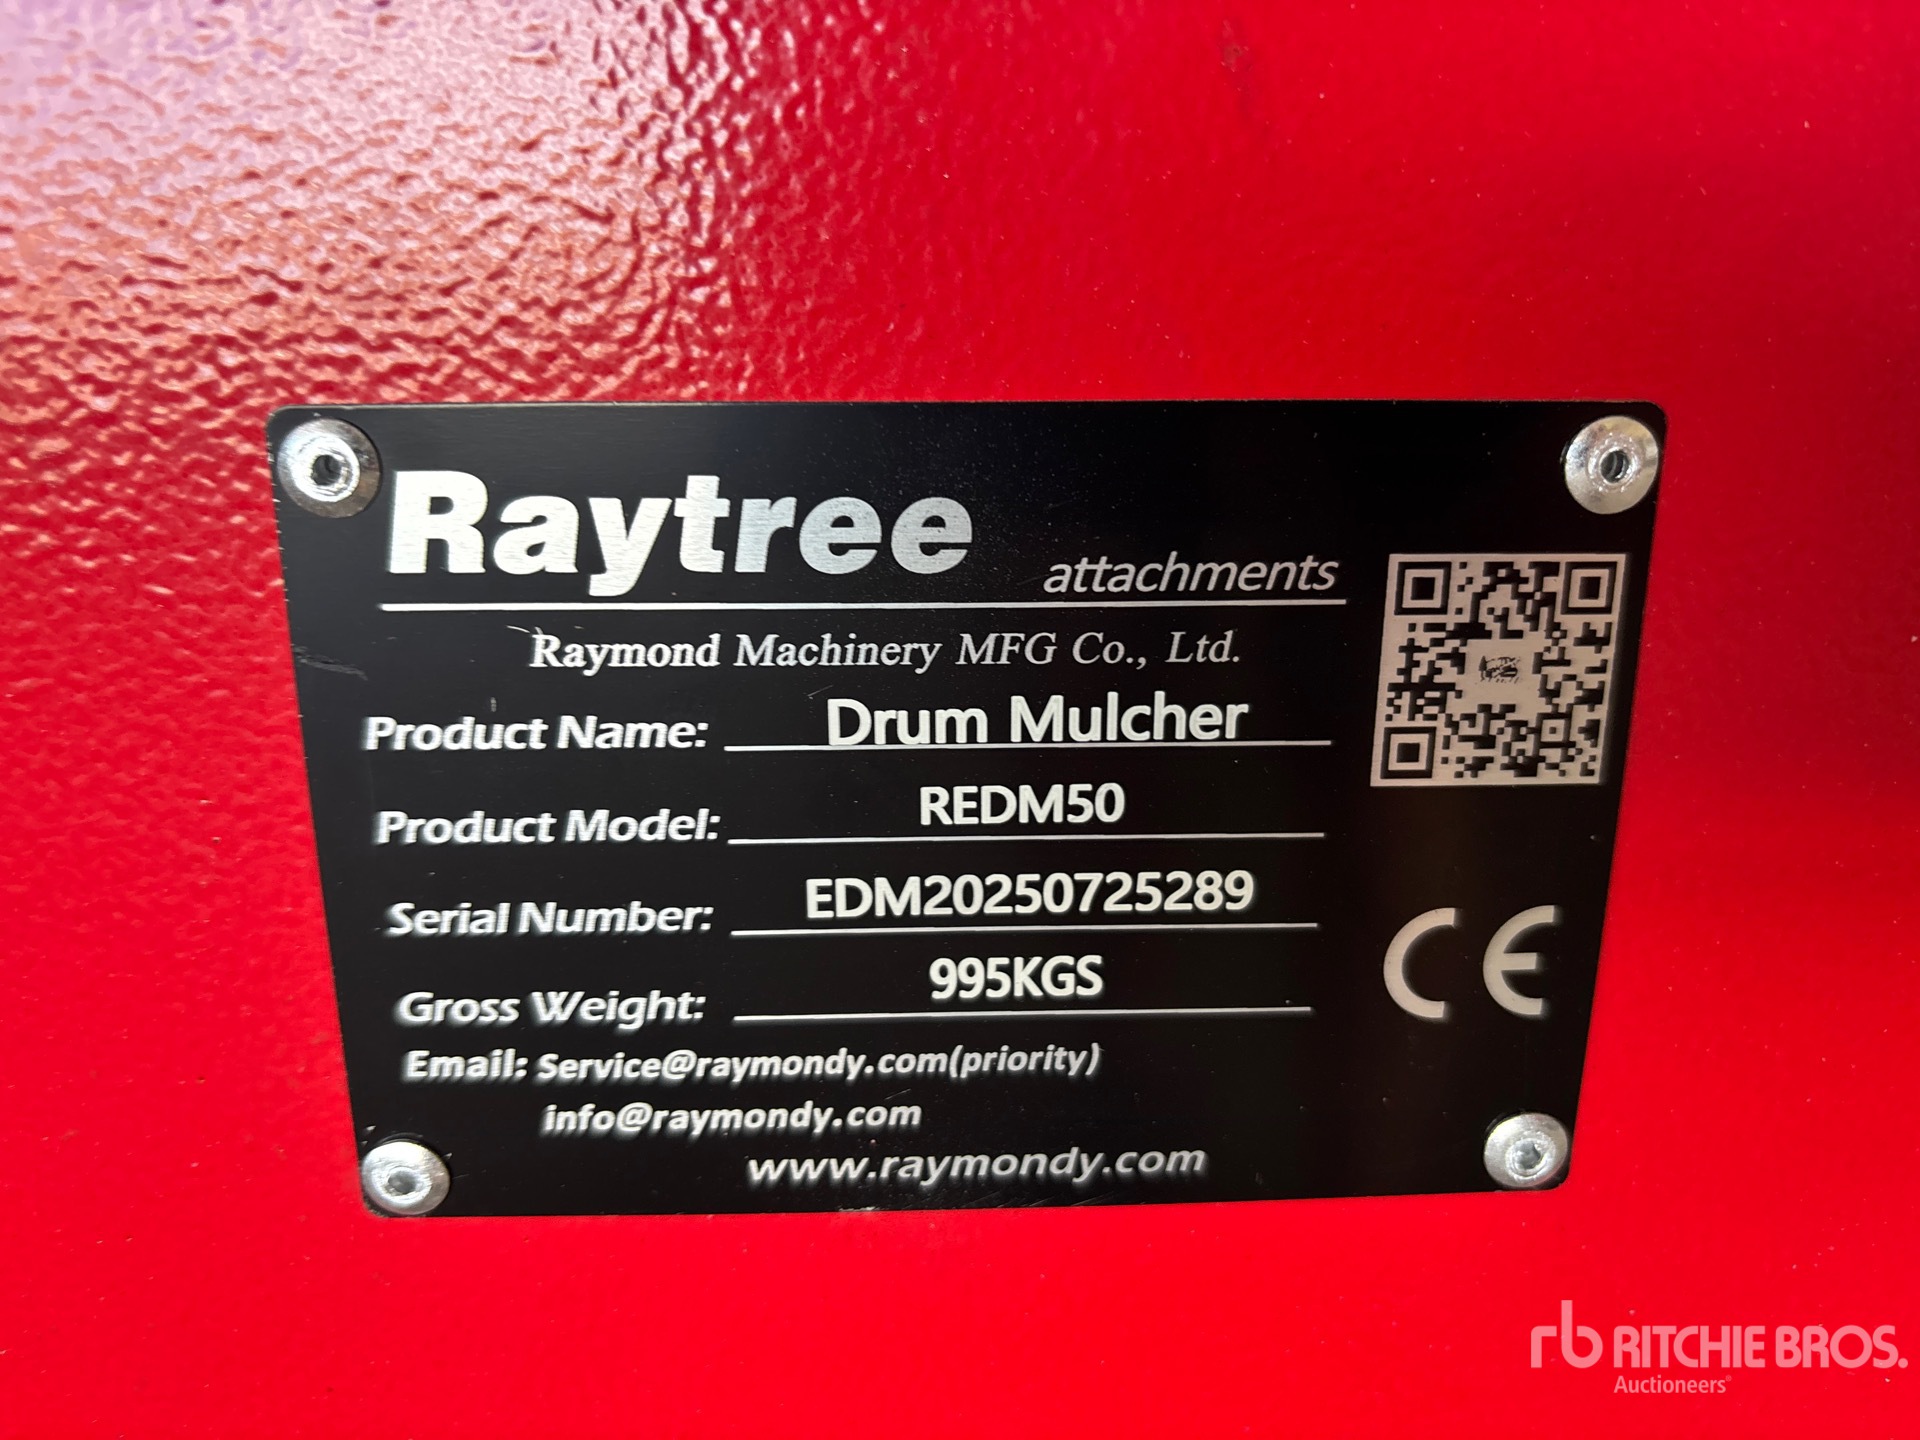 Raytree
attachments
Raymond Machinery MFG Co., Ltd.
Product Name: Drum Mulcher
Product Model: REDM50
Serial Number: EDM20250725289
Gross Weight: 995KGS
Email: Service@raymondy.com(priority)
info@raymondy.com
www.raymondy.com
CE
rb RITCHIE BROS.
Auctioneers®